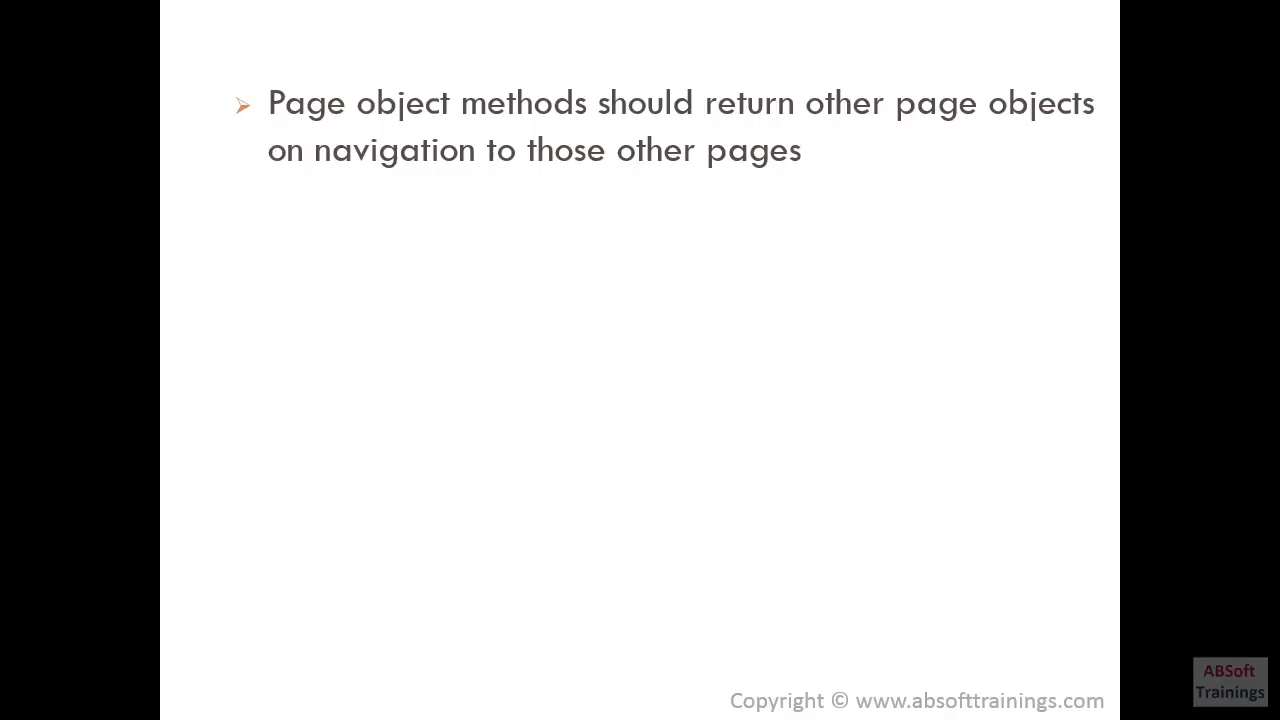 Page object methods should return other page objects
on navigation to those other pages
Copyright © www.absofttrainings.com
ABSoft
Trainings